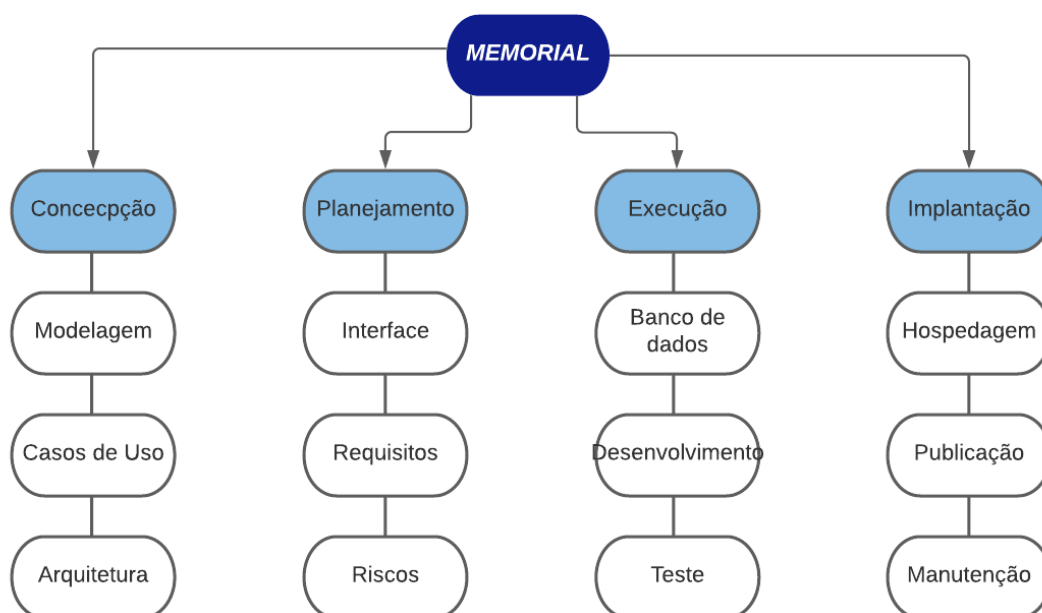 MEMORIAL
Concecpção
Planejamento
Execução
Implantação
Modelagem
Interface
Banco de
dados
Hospedagem
Casos de Uso
Requisitos
Desenvolvimento
Publicação
Arquitetura
Riscos
Teste
Manutenção